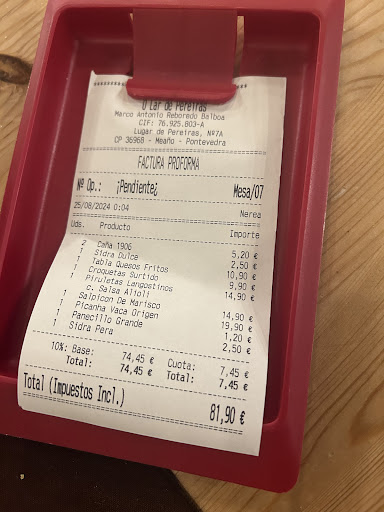 O Lar de Pereiras
Marco Antonio Reboredo Balboa
CIF: 76.925.803-A
Lugar de Pereiras, Nº7A
CP 36968 - Meaño - Pontevedra
FACTURA PROFORMA
Nº Op.: ¡Pendiente¿ Mesa/07
25/08/2024 0:04 Nerea
Uds. Producto Importe
2 Caña 1906 5,20 €
1 Sidra Dulce 2,50 €
1 Tabla Quesos Fritos 10,90 €
1 Croquetas Surtido 9,90 €
1 Piruletas Langostinos 14,90 €
c. Salsa Alioli
1 Salpicon De Marisco 14,90 €
1 Picanha Vaca Origen 19,90 €
1 Panecillo Grande 1,20 €
1 Sidra Pera 2,50 €
10%: Base: 74,45 € Cuota: 7,45 €
Total: 74,45 € Total: 7,45 €
Total (Impuestos Incl.) 81,90 €